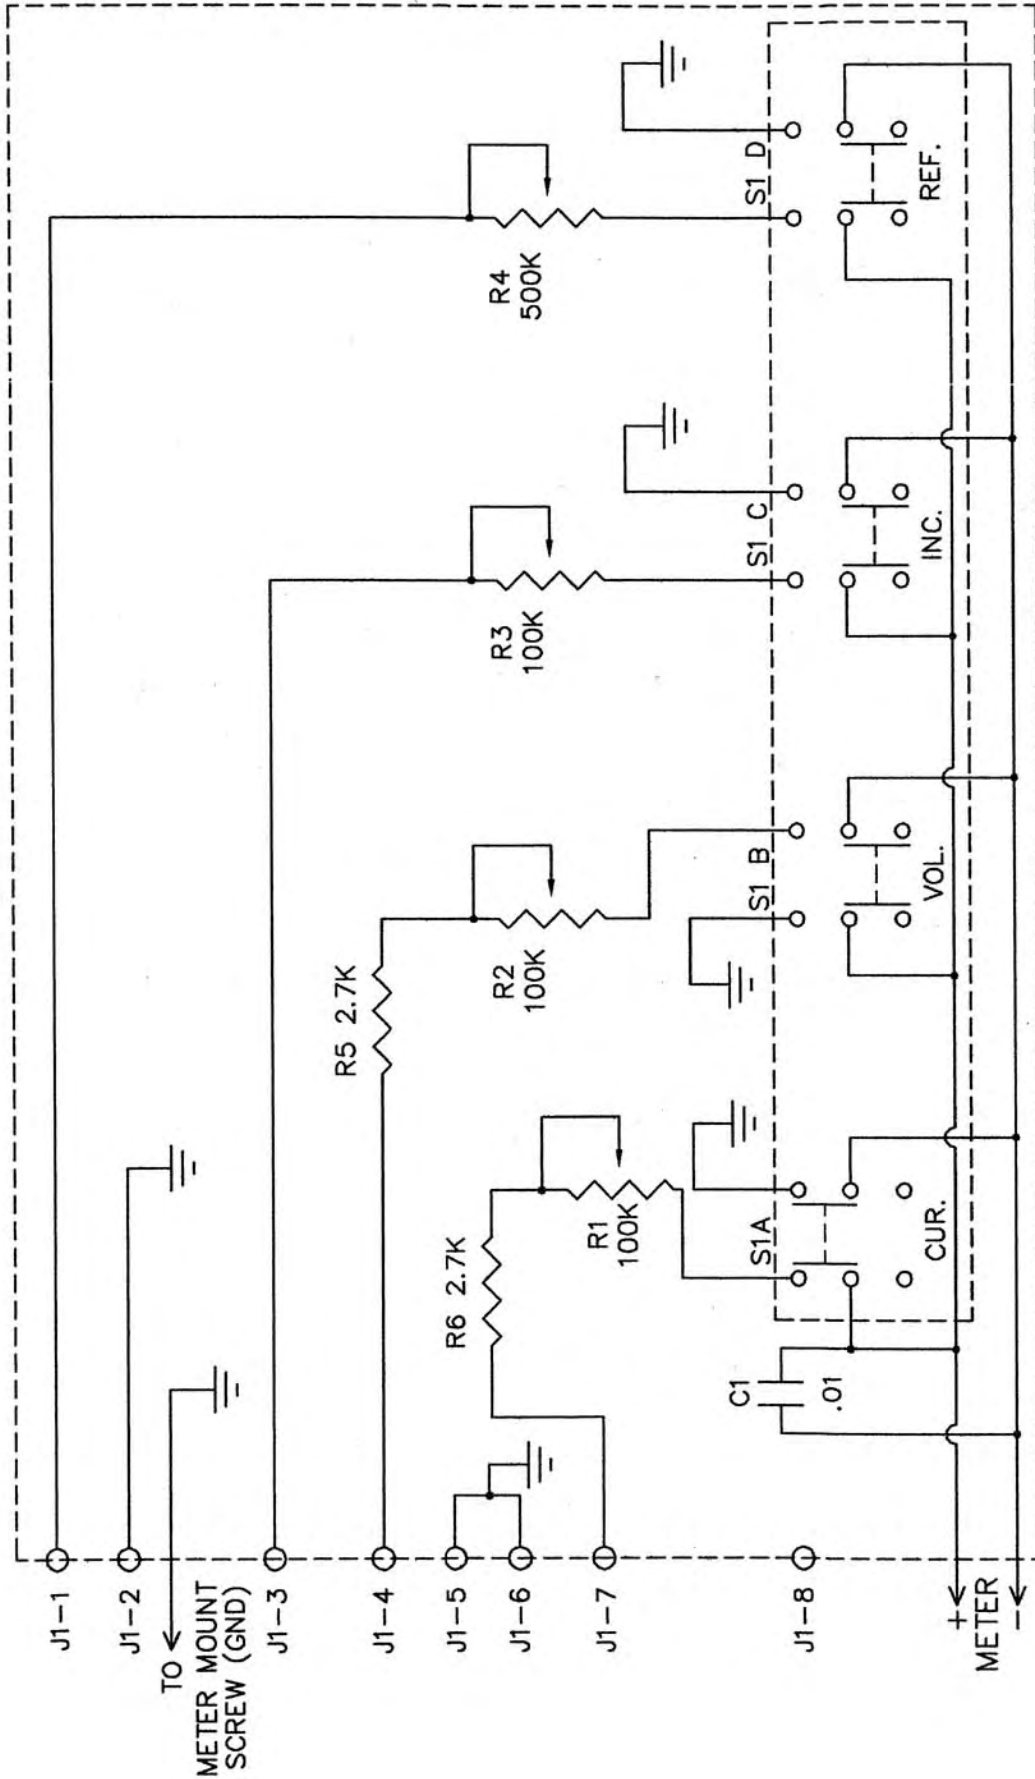 J1-1
J1-2
TO
METER MOUNT
SCREW (GND)
J1-3
J1-4
J1-5
J1-6
J1-7
J1-8
+
METER
-
R5 2.7K
R6 2.7K
R1
100K
R2
100K
R3
100K
R4
500K
C1
.01
S1A
CUR.
S1 B
VOL.
S1 C
INC.
S1 D
REF.